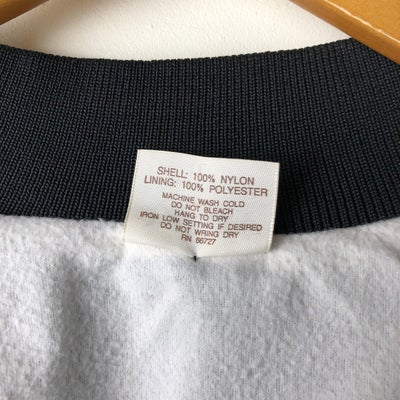 SHELL: 100% NYLON
LINING: 100% POLYESTER
MACHINE WASH COLD
DO NOT BLEACH
HANG TO DRY
IRON LOW SETTING IF DESIRED
DO NOT WRING DRY
RN 86727